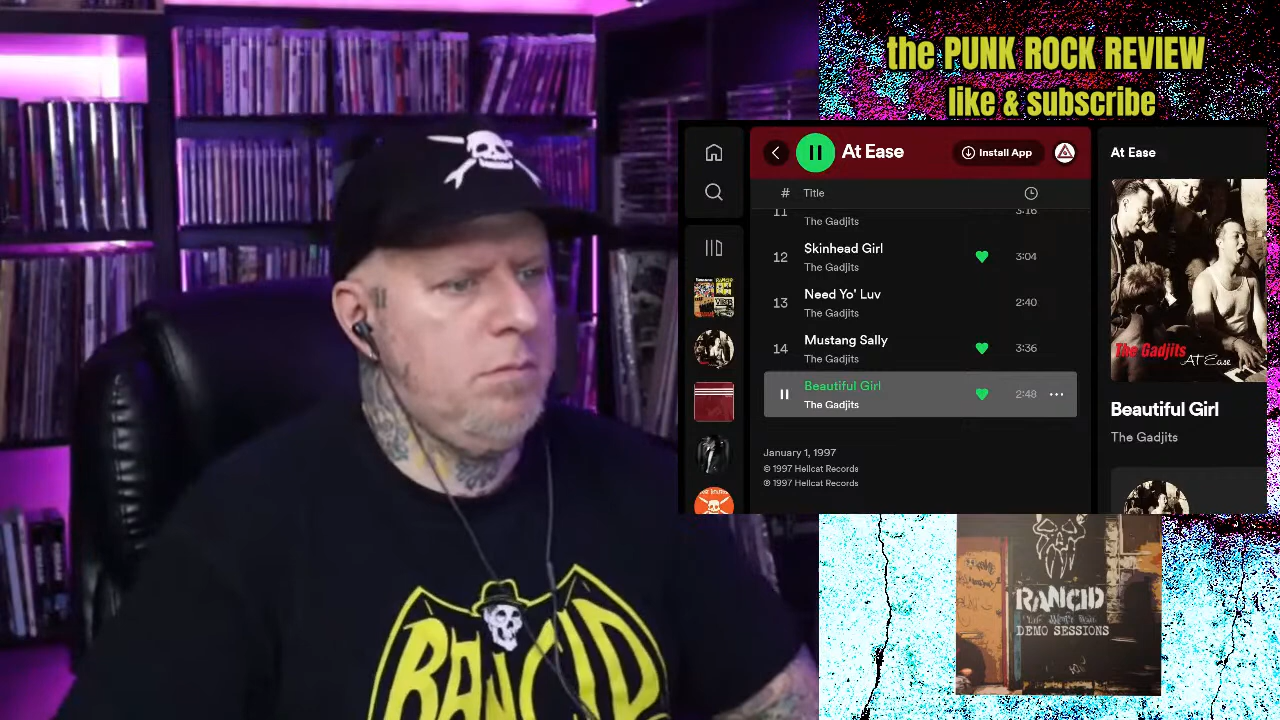 the PUNK ROCK REVIEW
like & subscribe
At Ease
Install App
At Ease
# Title
11 3:16
The Gadjits
12 Skinhead Girl 3:04
The Gadjits
13 Need Yo' Luv 2:40
The Gadjits
14 Mustang Sally 3:36
The Gadjits
Beautiful Girl 2:48
The Gadjits
January 1, 1997
© 1997 Hellcat Records
℗ 1997 Hellcat Records
The Gadjits
AT Ease
Beautiful Girl
The Gadjits
RANCID
RANCID
DEMO SESSIONS